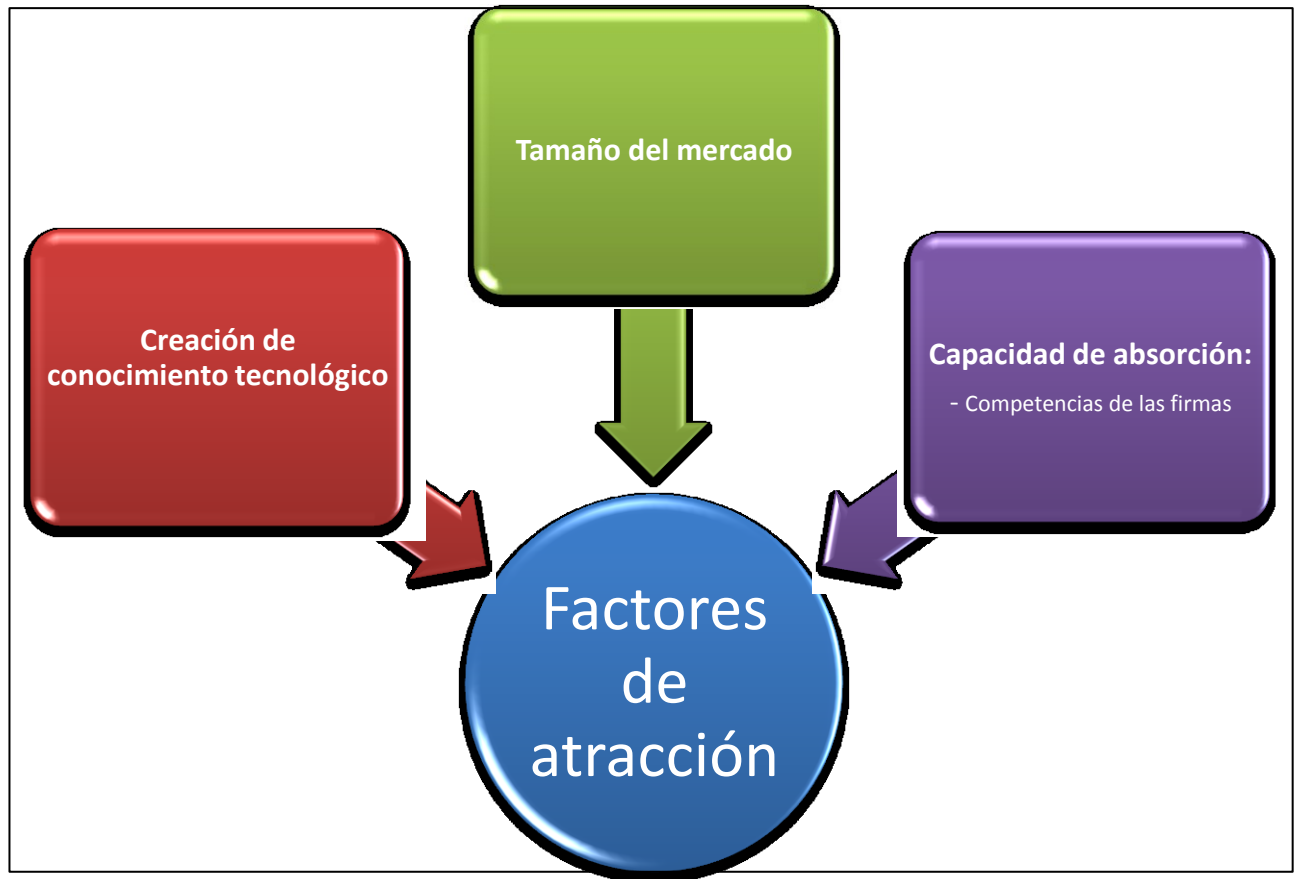 Tamaño del mercado
Creación de
conocimiento tecnológico
Capacidad de absorción:
- Competencias de las firmas
Factores
de
atracción